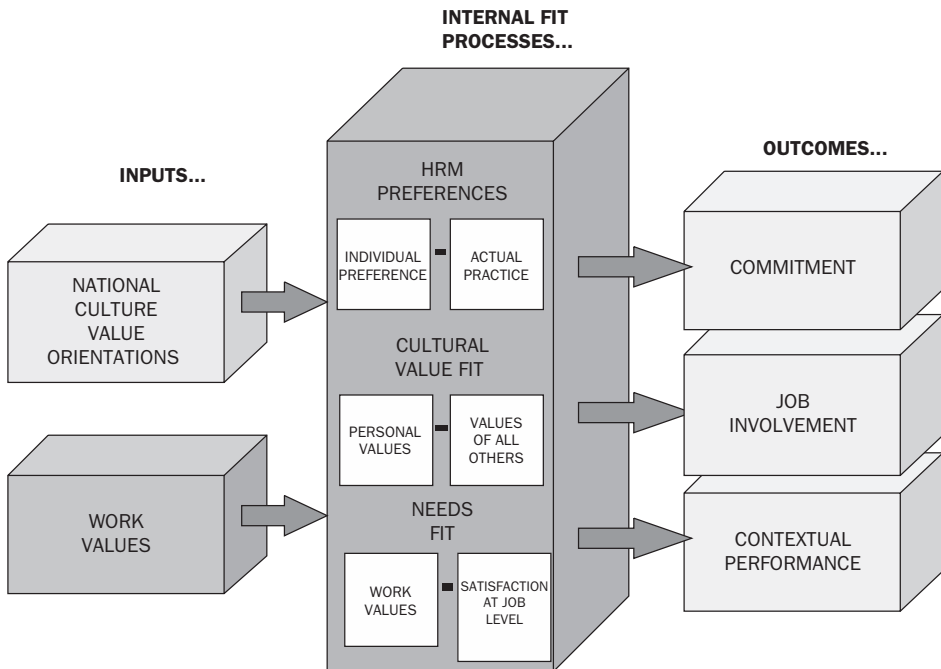 INTERNAL FIT
PROCESSES...
INPUTS...
OUTCOMES...
NATIONAL
CULTURE
VALUE
ORIENTATIONS
WORK
VALUES
HRM
PREFERENCES
INDIVIDUAL
PREFERENCE
-
ACTUAL
PRACTICE
CULTURAL
VALUE FIT
PERSONAL
VALUES
-
VALUES
OF ALL
OTHERS
NEEDS
FIT
WORK
VALUES
-
SATISFACTION
AT JOB
LEVEL
COMMITMENT
JOB
INVOLVEMENT
CONTEXTUAL
PERFORMANCE